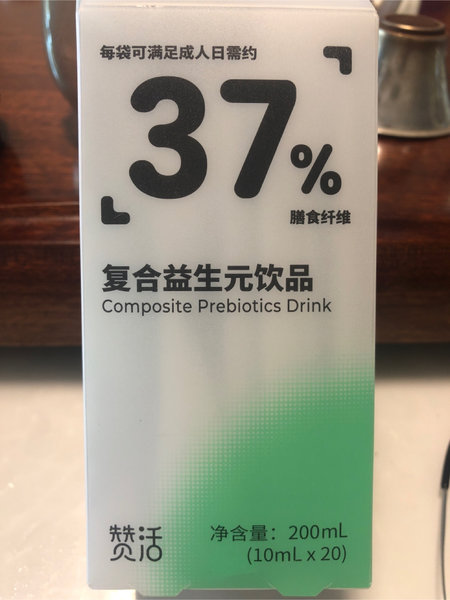 每袋可满足成人日需约
37%
膳食纤维
复合益生元饮品
Composite Prebiotics Drink
赞活
净含量：200mL
(10mL x 20)